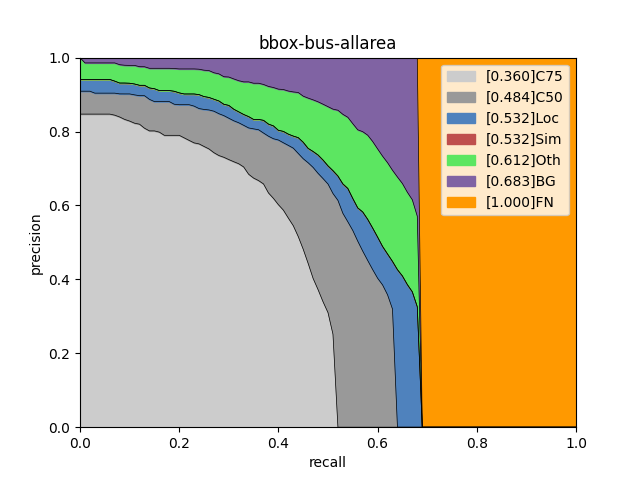 bbox-bus-allarea
1.0
0.8
0.6
0.4
0.2
0.0
precision
[0.360]C75
[0.484]C50
[0.532]Loc
[0.532]Sim
[0.612]Oth
[0.683]BG
[1.000]FN
0.0 0.2 0.4 0.6 0.8 1.0
recall